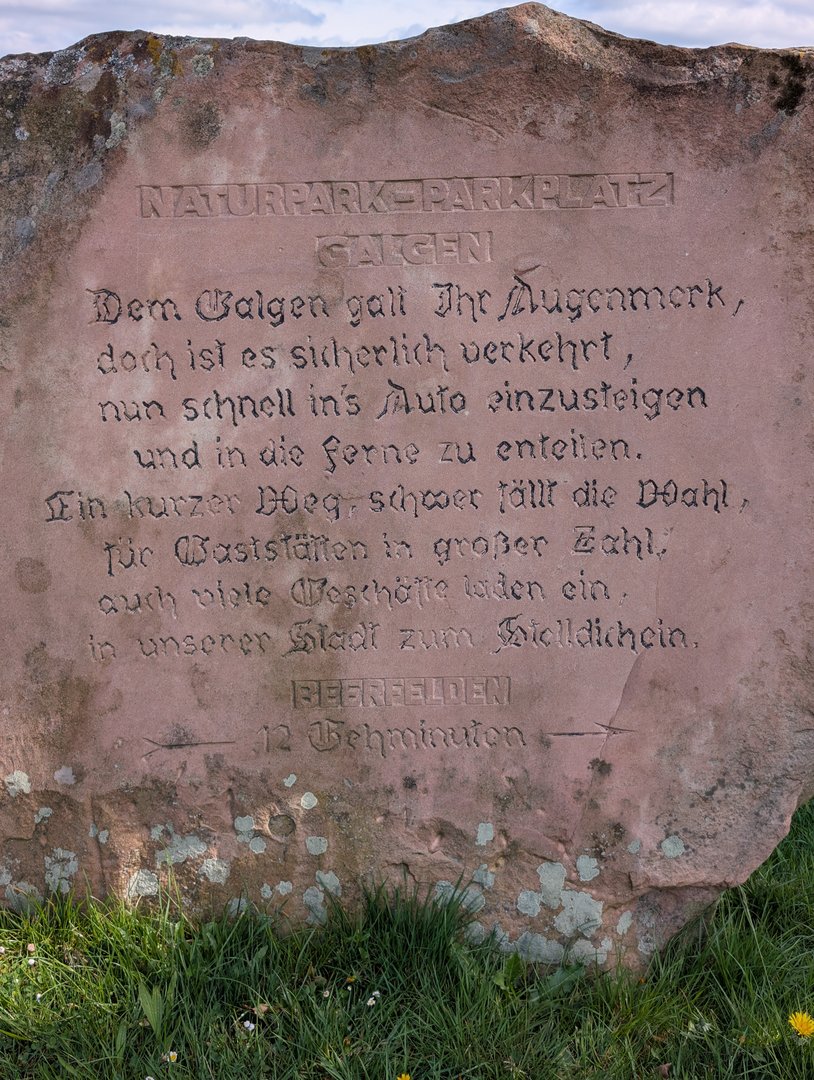 NATURPARK-PARKPLATZ
GALGEN
Dem Galgen galt Ihr Augenmerk,
doch ist es sicherlich verkehrt,
nun schnell in's Auto einzusteigen
und in die Ferne zu enteilen.
Ein kurzer Weg, schwer fällt die Wahl,
für Gaststätten in großer Zahl,
auch viele Geschäfte laden ein,
in unserer Stadt zum Stelldichein.
BEERFELDEN
12 Gehminuten